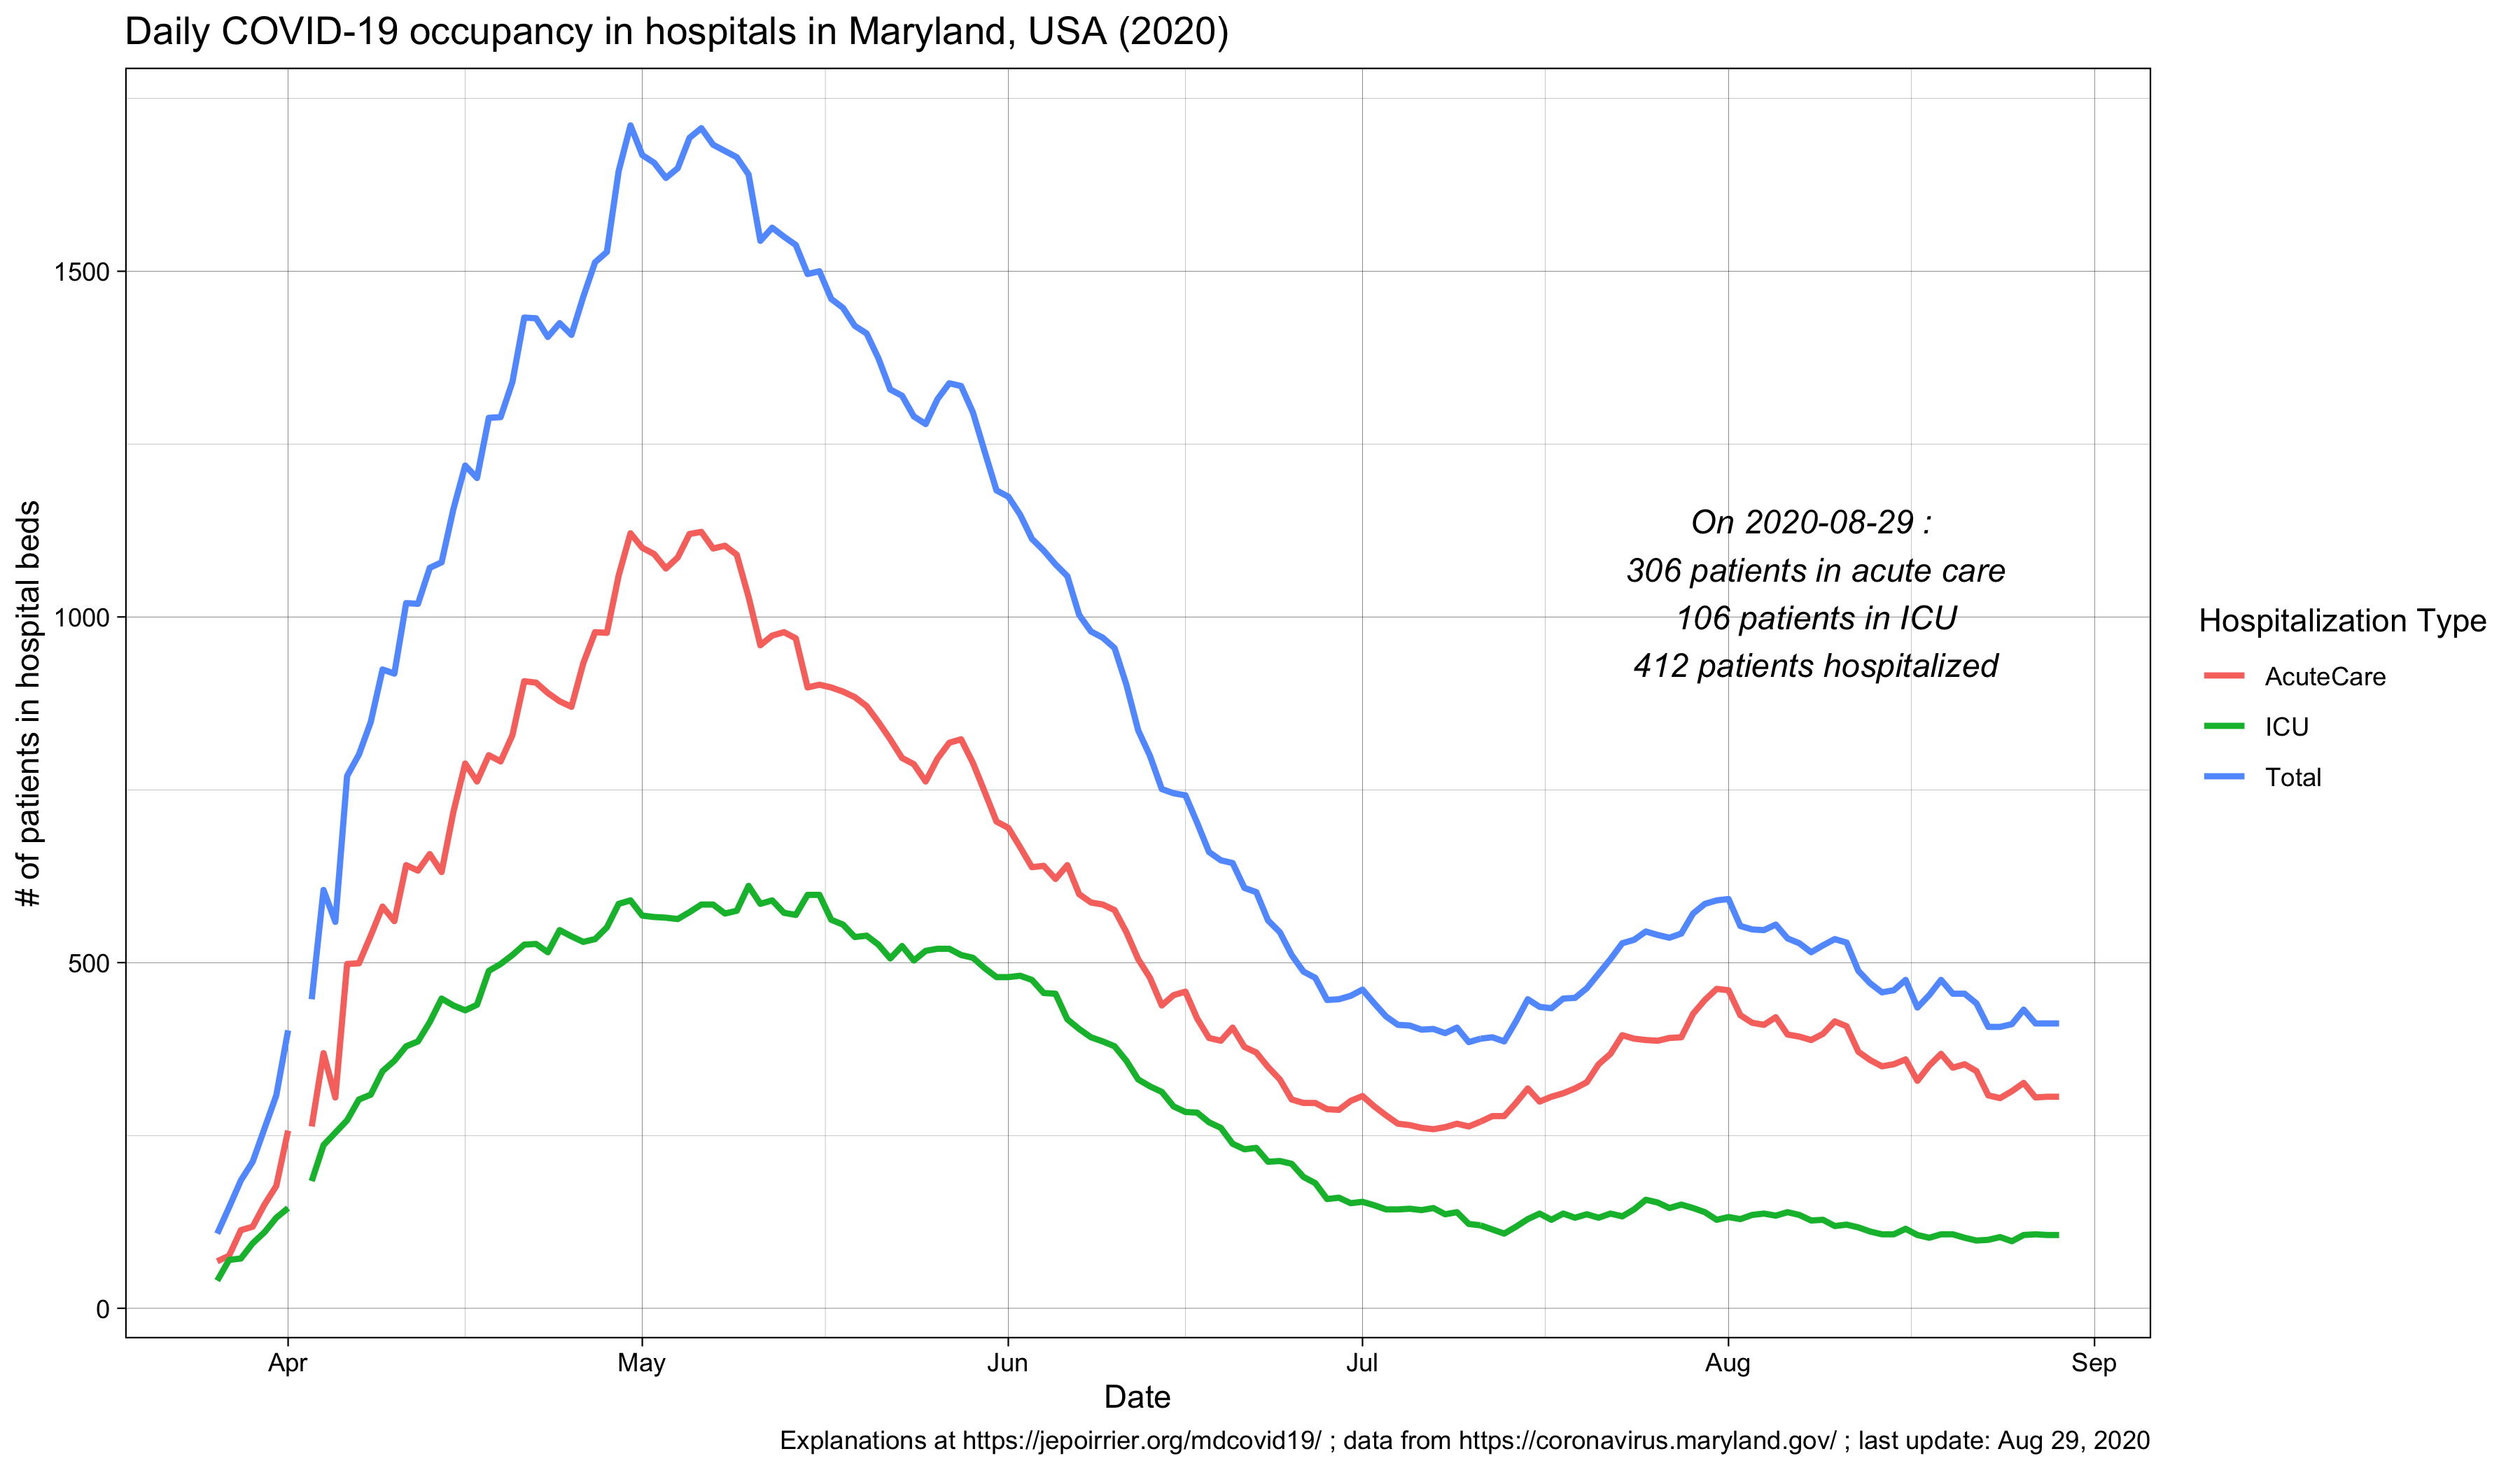 Daily COVID-19 occupancy in hospitals in Maryland, USA (2020)
# of patients in hospital beds
1500
1000
500
0
On 2020-08-29 :
306 patients in acute care
106 patients in ICU
412 patients hospitalized
Hospitalization Type
AcuteCare
ICU
Total
Apr May Jun Jul Aug Sep
Date
Explanations at https://jepoirrier.org/mdcovid19/ ; data from https://coronavirus.maryland.gov/ ; last update: Aug 29, 2020